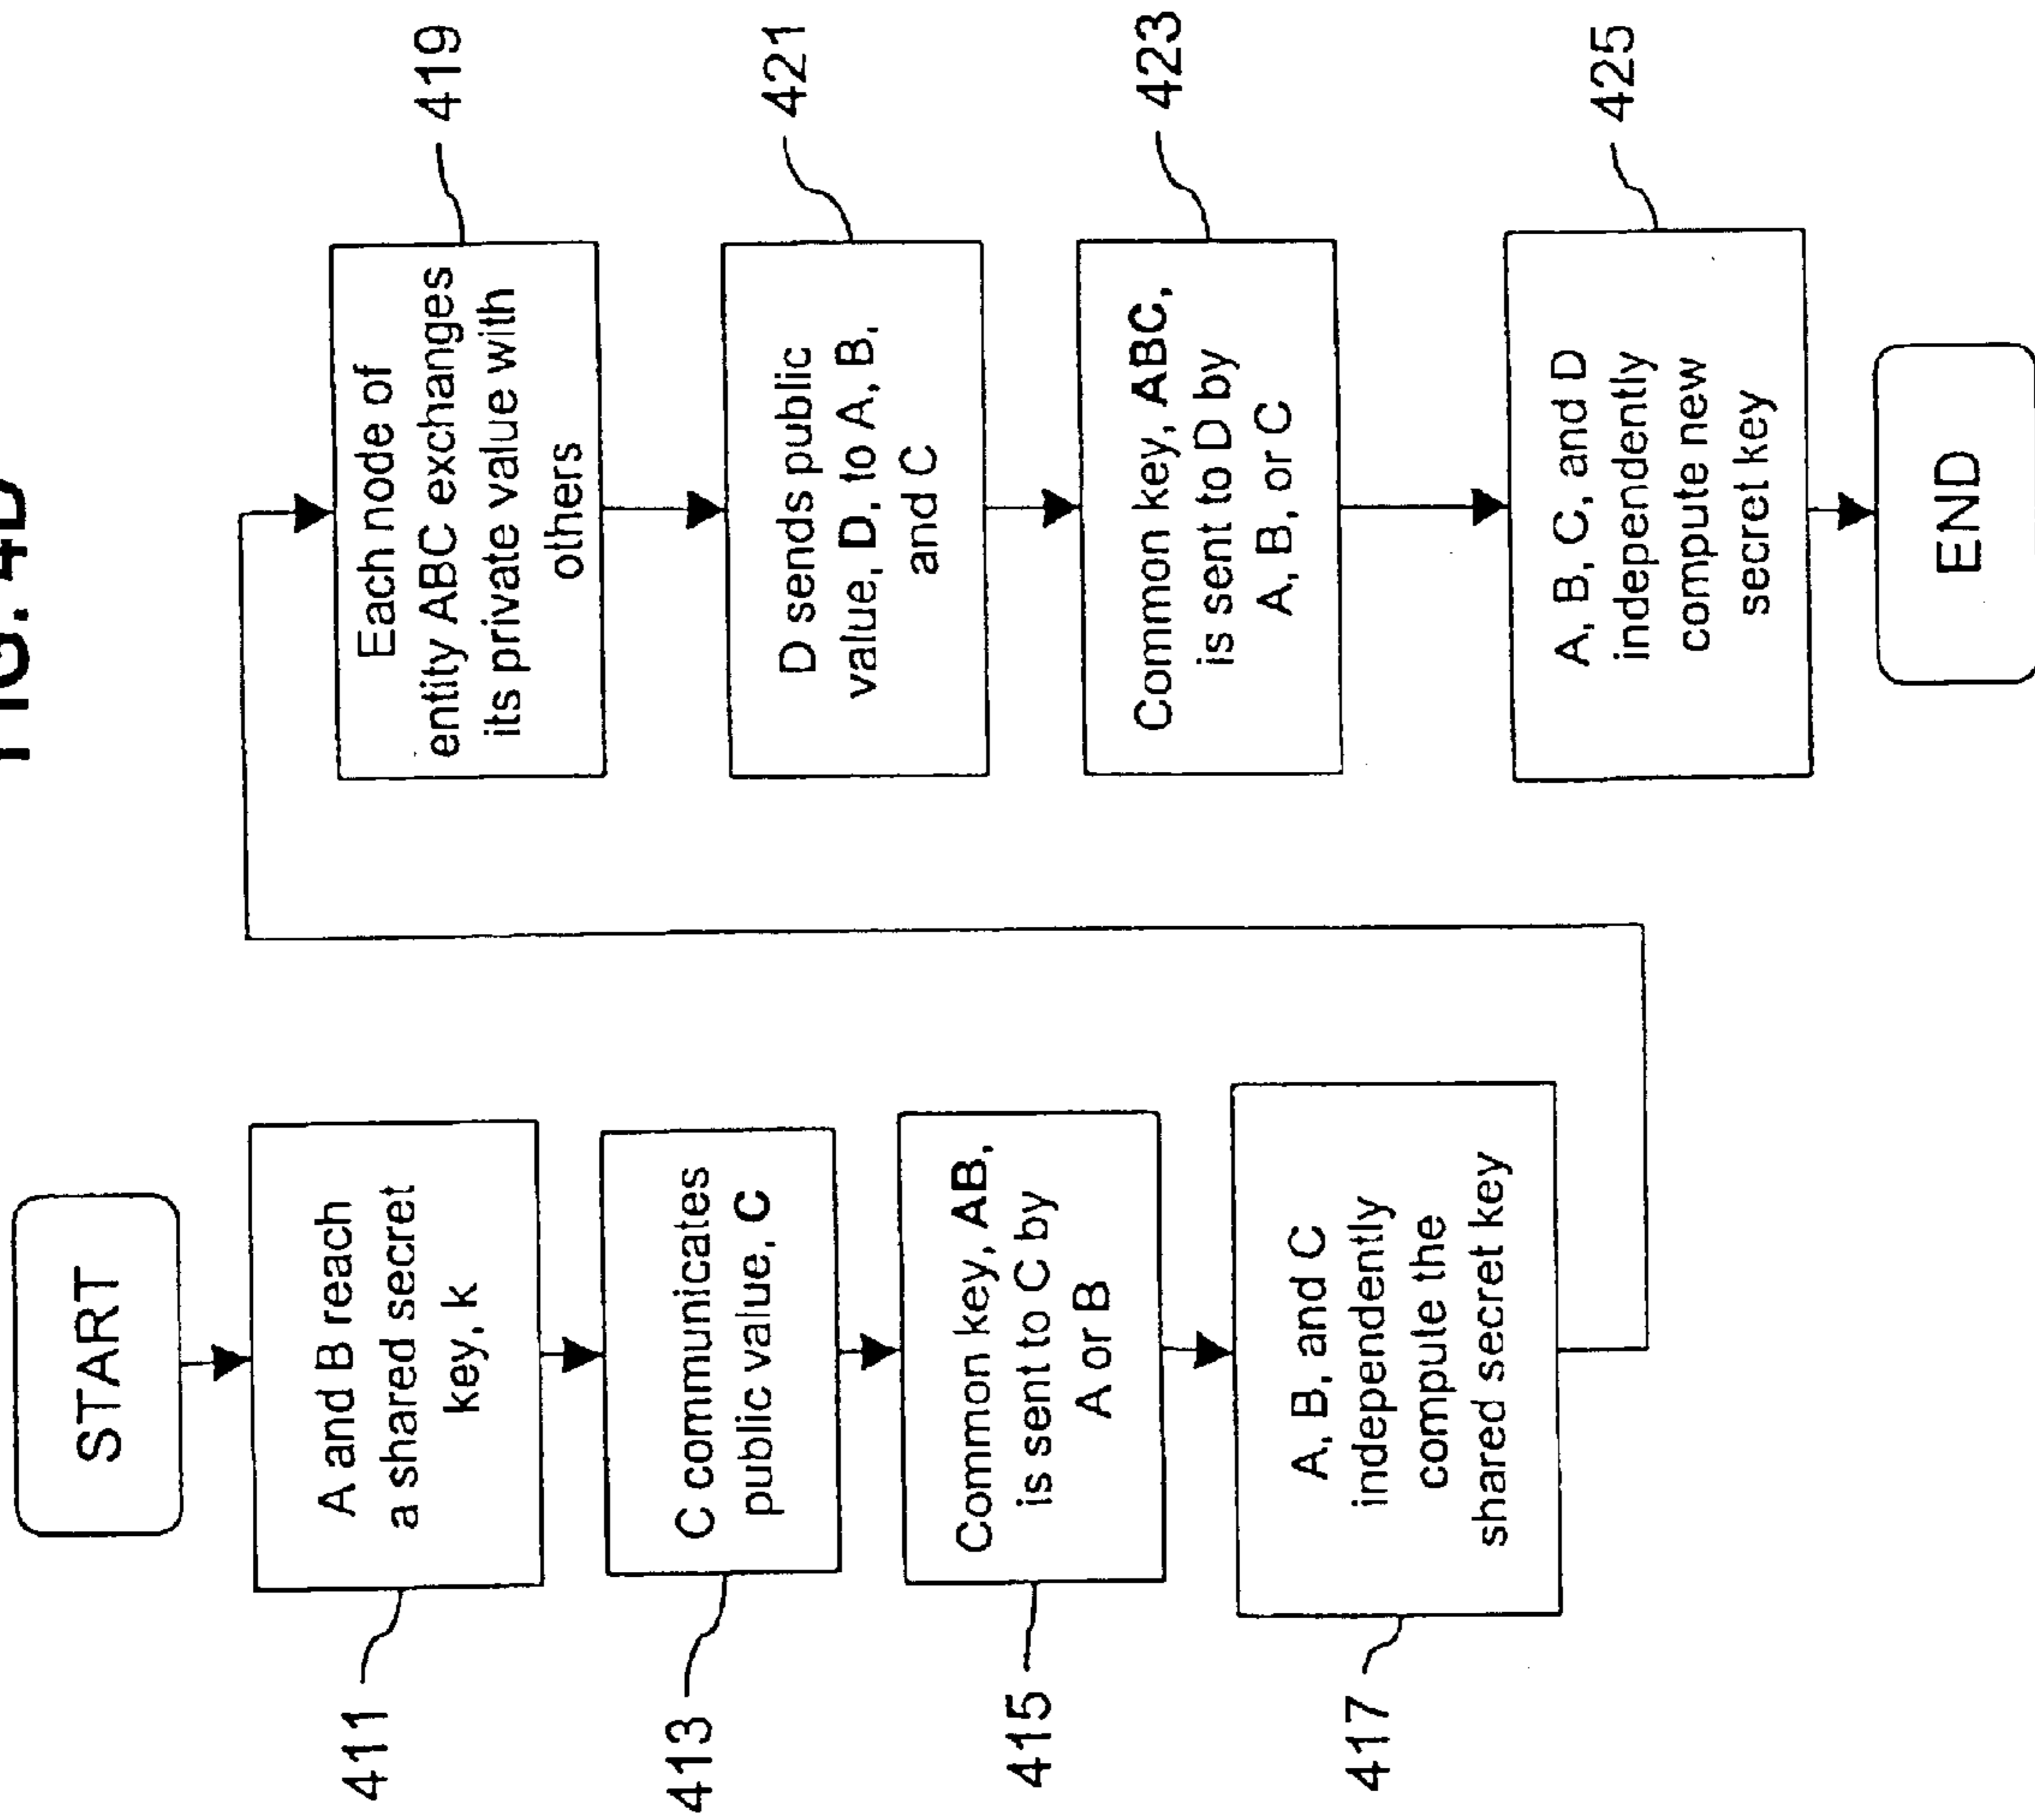 FIG. 4D
START
411
A and B reach
a shared secret
key, k
413
C communicates
public value, C
415
Common key, AB,
is sent to C by
A or B
417
A, B, and C
independently
compute the
shared secret key
Each node of
entity ABC exchanges
its private value with
others
419
D sends public
value, D, to A, B,
and C
421
Common key, ABC,
is sent to D by
A, B, or C
423
A, B, C, and D
independently
compute new
secret key
425
END